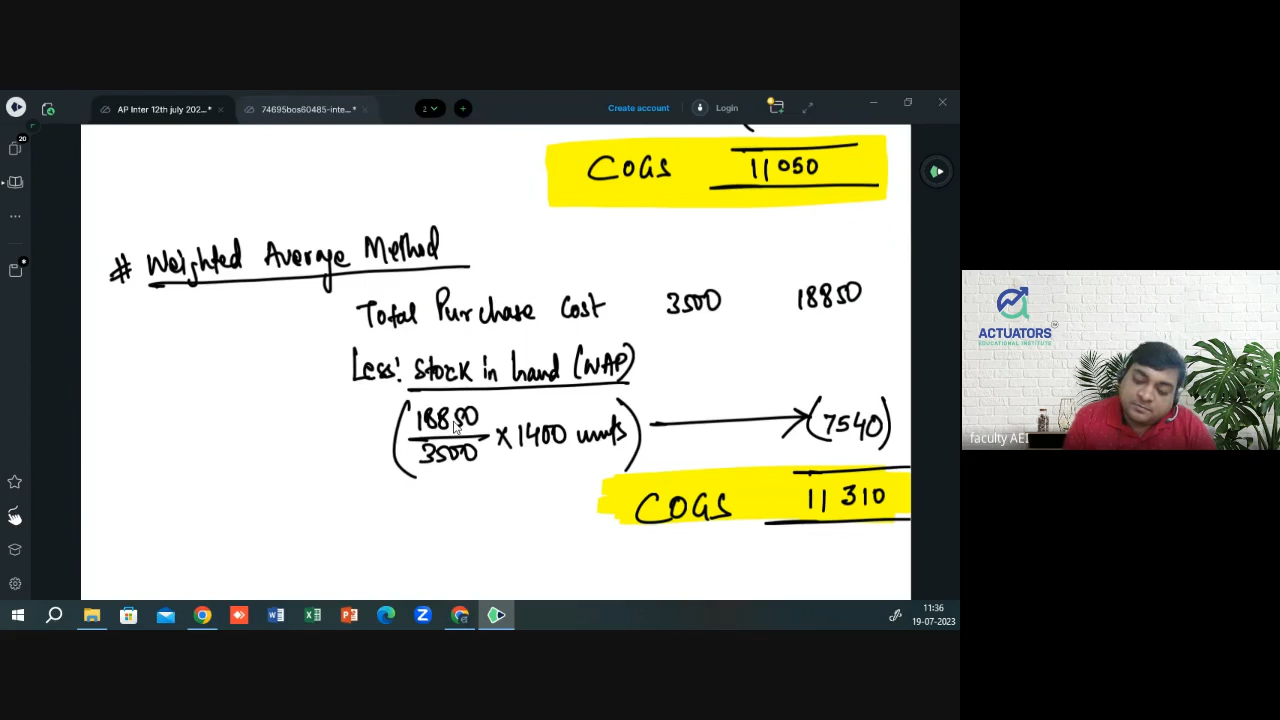 AP Inter 12th july 202...*
74695bos60485-inte...*
2
Create account
Login
20
COGS 11050
# Weighted Average Method
Total Purchase Cost 3500 18850
Less: Stock in hand (WAP)
(18850/3500 X 1400 units) (7540)
COGS 11310
ACTUATORS
EDUCATIONAL INSTITUTE
faculty AEI
11:36
19-07-2023